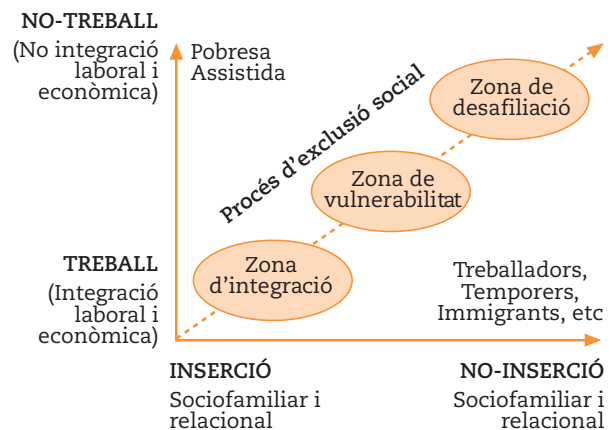 NO-TREBALL
(No integració
laboral i
econòmica)
Pobresa
Assistida
Procés d’exclusió social
Zona de
desafiliació
Zona de
vulnerabilitat
Zona
d’integració
TREBALL
(Integració
laboral i
econòmica)
Treballadors,
Temporers,
Immigrants, etc
INSERCIÓ
Sociofamiliar i
relacional
NO-INSERCIÓ
Sociofamiliar i
relacional